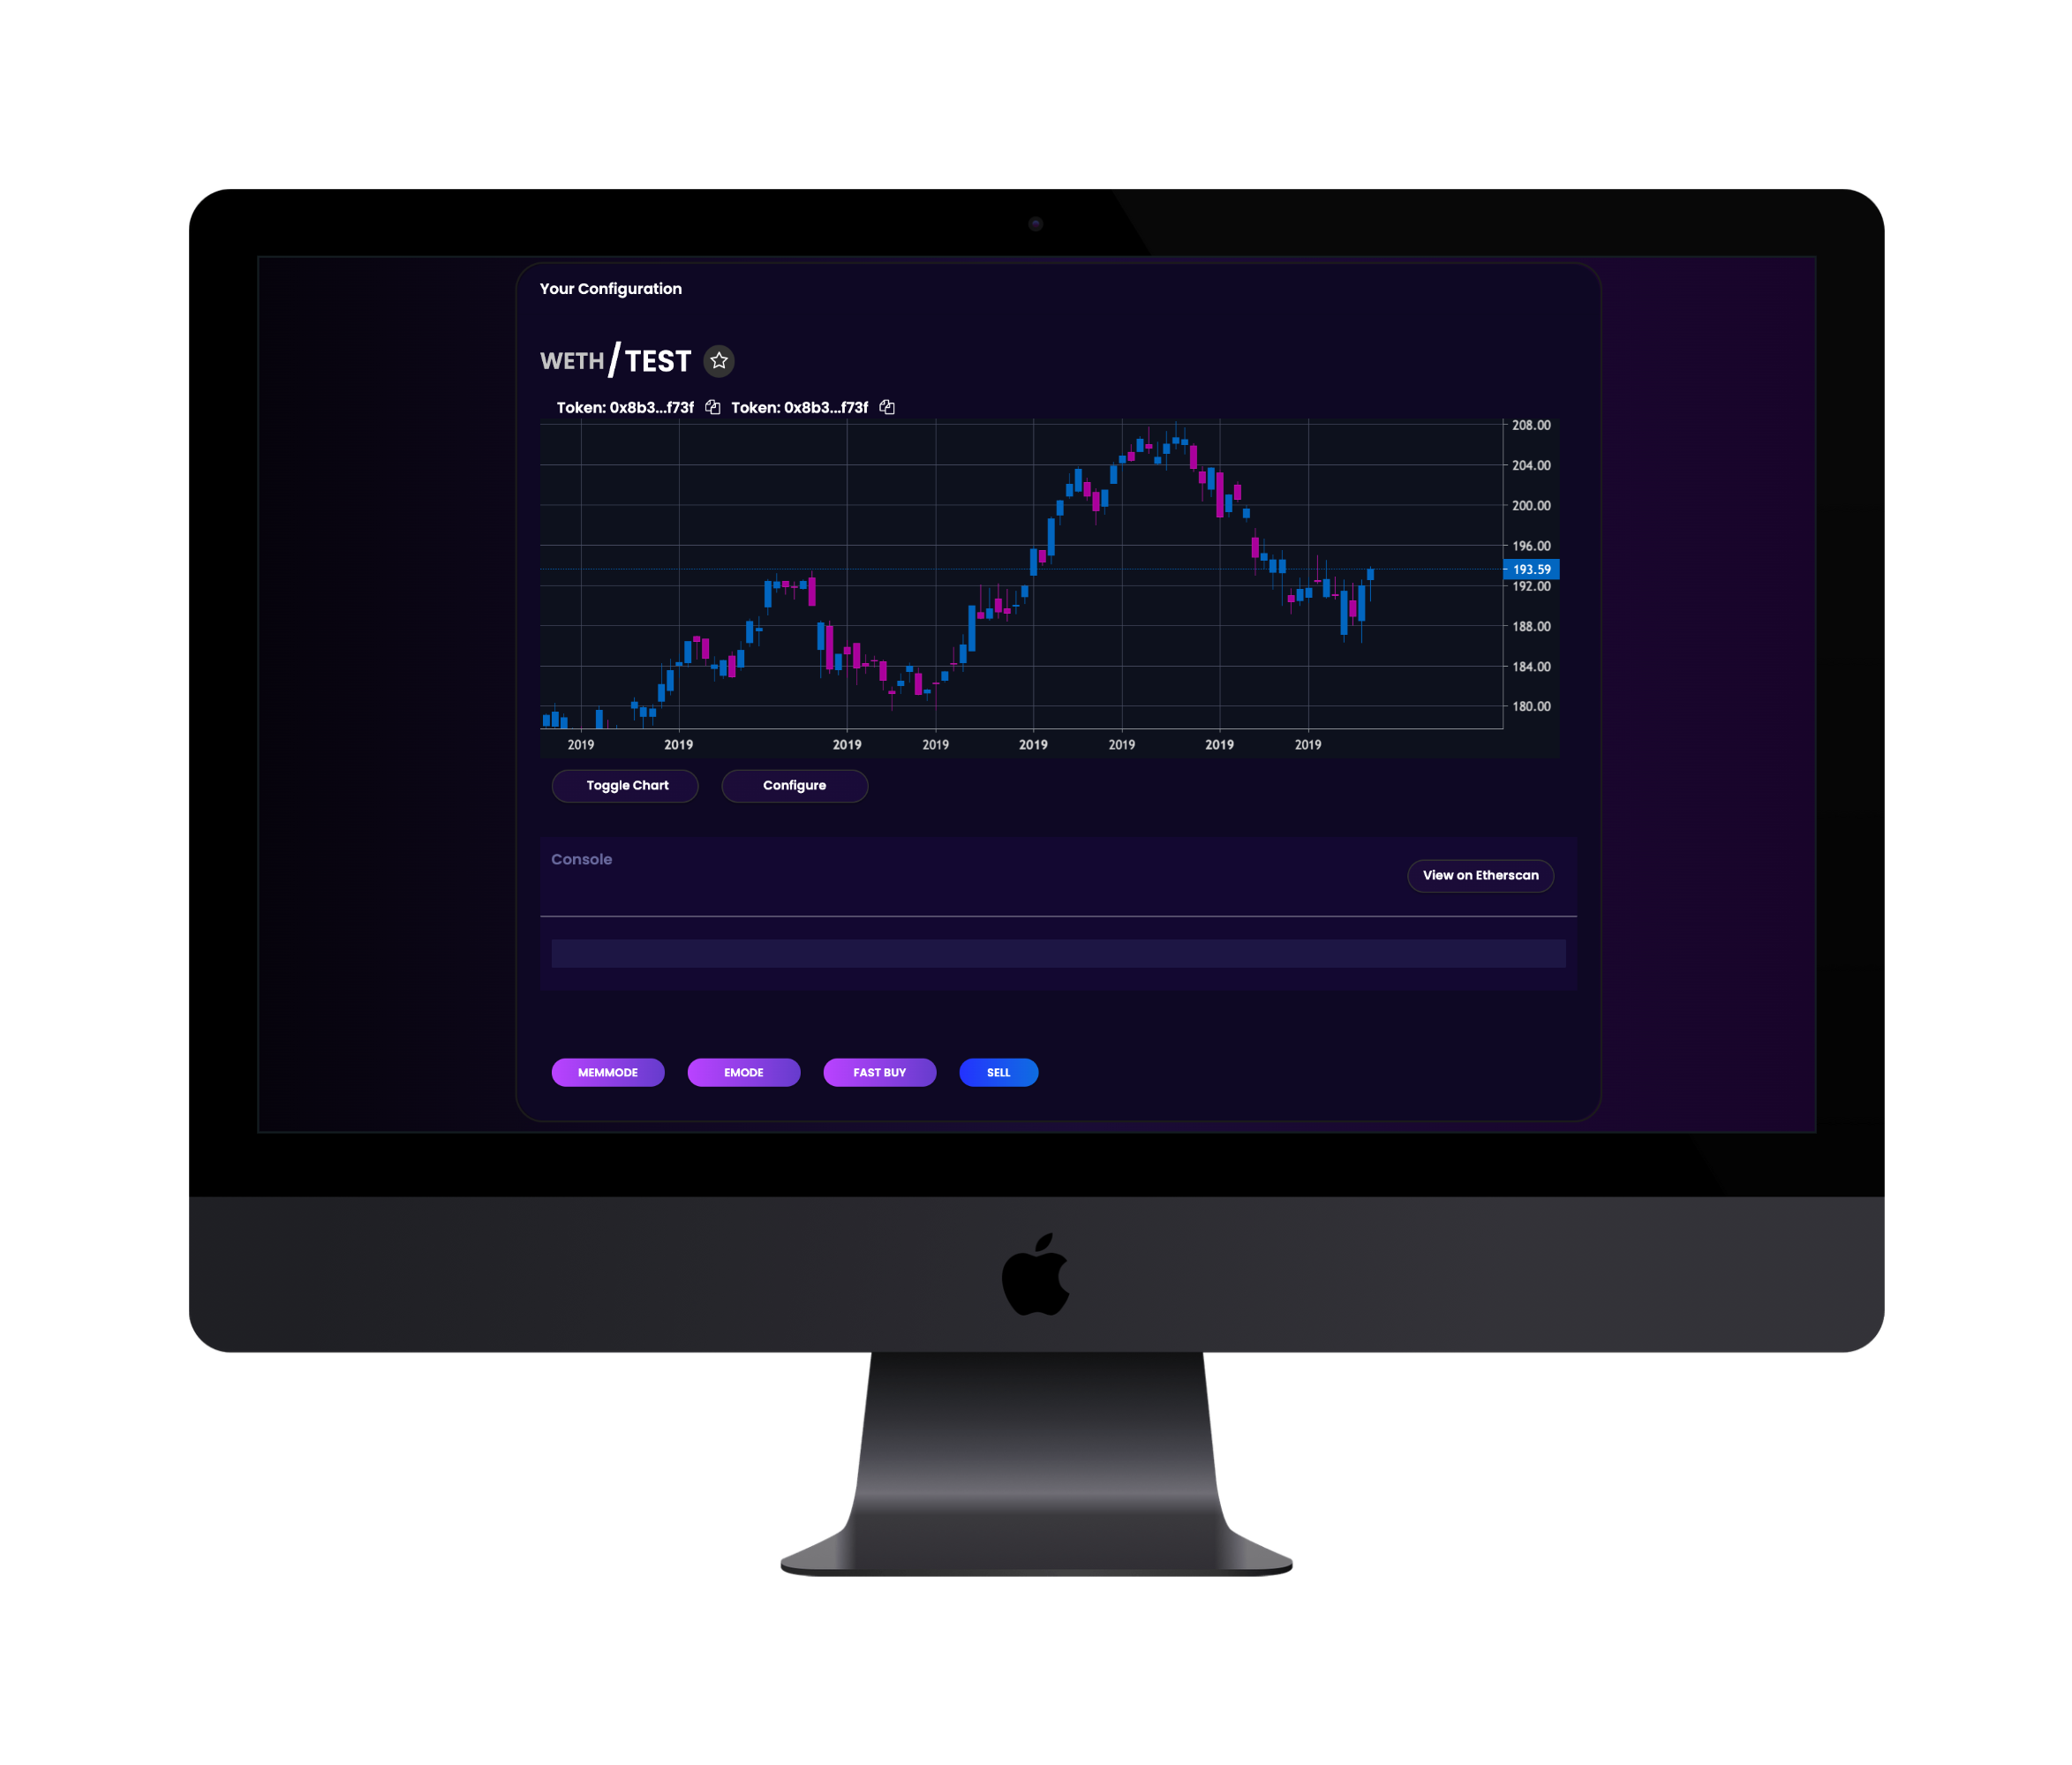 Your Configuration
WETH/TEST
Token: 0x8b3...f73f Token: 0x8b3...f73f
208.00
204.00
200.00
196.00
193.59
192.00
188.00
184.00
180.00
2019 2019 2019 2019 2019 2019 2019 2019
Toggle Chart Configure
Console
View on Etherscan
MEMMODE EMODE FAST BUY SELL